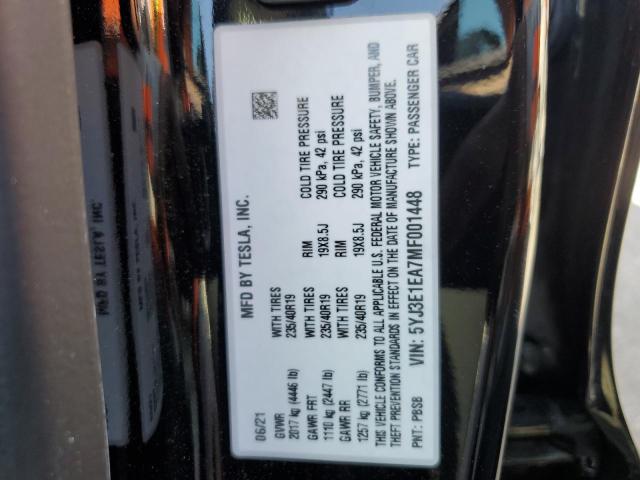 MFD BY TESLA, INC.
06/21
GVWR WITH TIRES RIM COLD TIRE PRESSURE
2017 kg (4446 lb) 235/40R19 19X8.5J 290 kPa, 42 psi
GAWR FRT WITH TIRES RIM COLD TIRE PRESSURE
1110 kg (2447 lb) 235/40R19 19X8.5J 290 kPa, 42 psi
GAWR RR
1257 kg (2771 lb) 235/40R19
THIS VEHICLE CONFORMS TO ALL APPLICABLE U.S. FEDERAL MOTOR VEHICLE SAFETY, BUMPER, AND
THEFT PREVENTION STANDARDS IN EFFECT ON THE DATE OF MANUFACTURE SHOWN ABOVE.
VIN: 5YJ3E1EA7MF001448 TYPE: PASSENGER CAR
PNT: PBSB